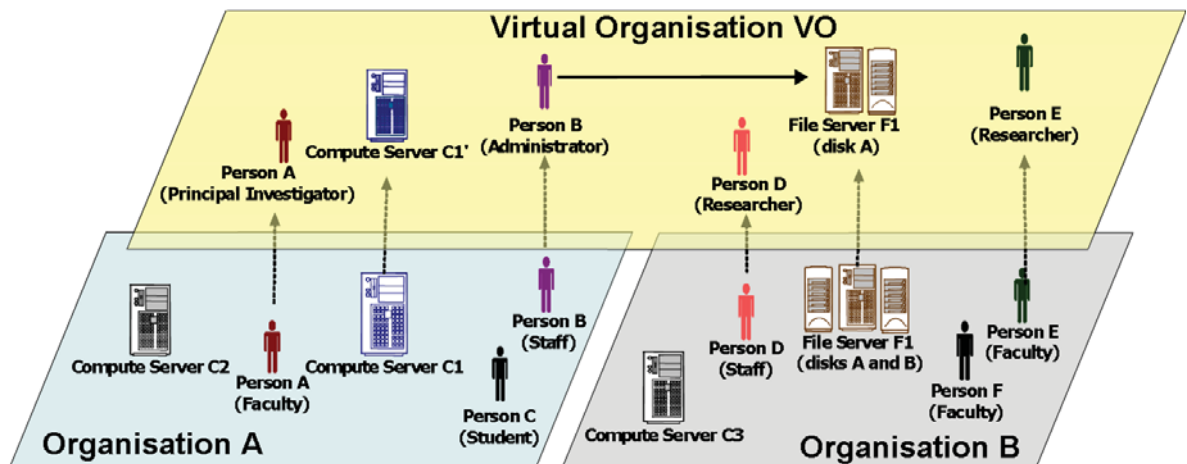 Virtual Organisation VO
Person E
(Researcher)
Person B
(Administrator)
File Server F1
(disk A)
Compute Server C1'
Person A
(Principal Investigator)
Person D
(Researcher)
Person B
(Staff)
Person E
(Faculty)
Compute Server C2
Person A
(Faculty)
Compute Server C1
Person D
(Staff)
File Server F1
(disks A and B)
Person C
(Student)
Person F
(Faculty)
Compute Server C3
Organisation A
Organisation B